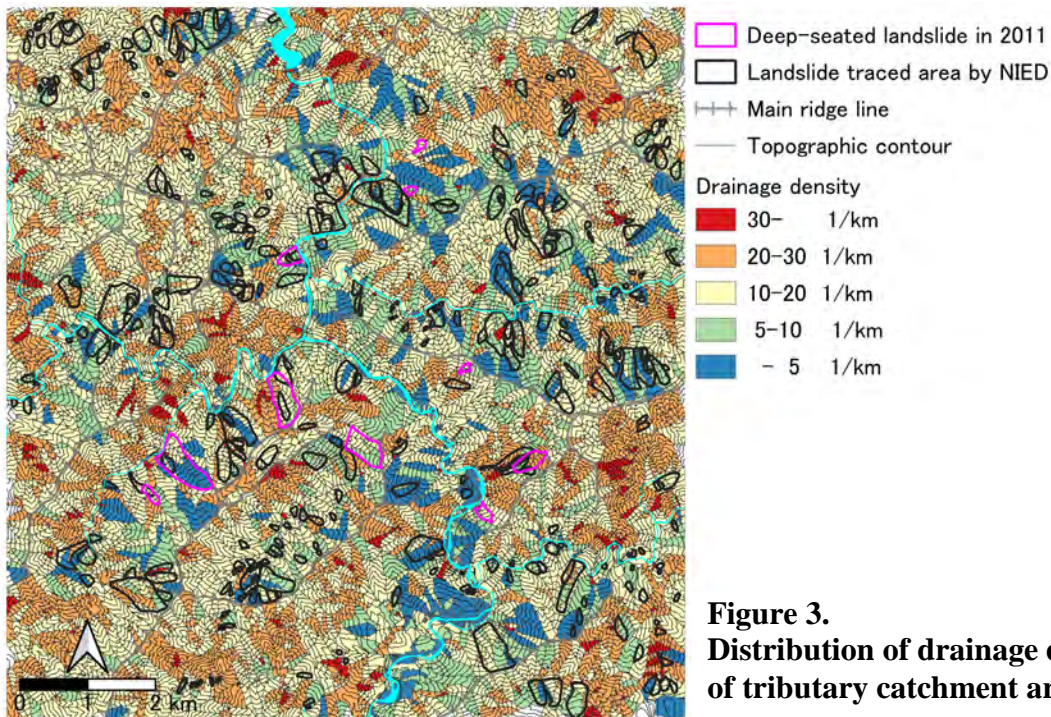 Deep-seated landslide in 2011
Landslide traced area by NIED
Main ridge line
Topographic contour
Drainage density
30- 1/km
20-30 1/km
10-20 1/km
5-10 1/km
- 5 1/km
0 1 2 km
Figure 3.
Distribution of drainage
of tributary catchment